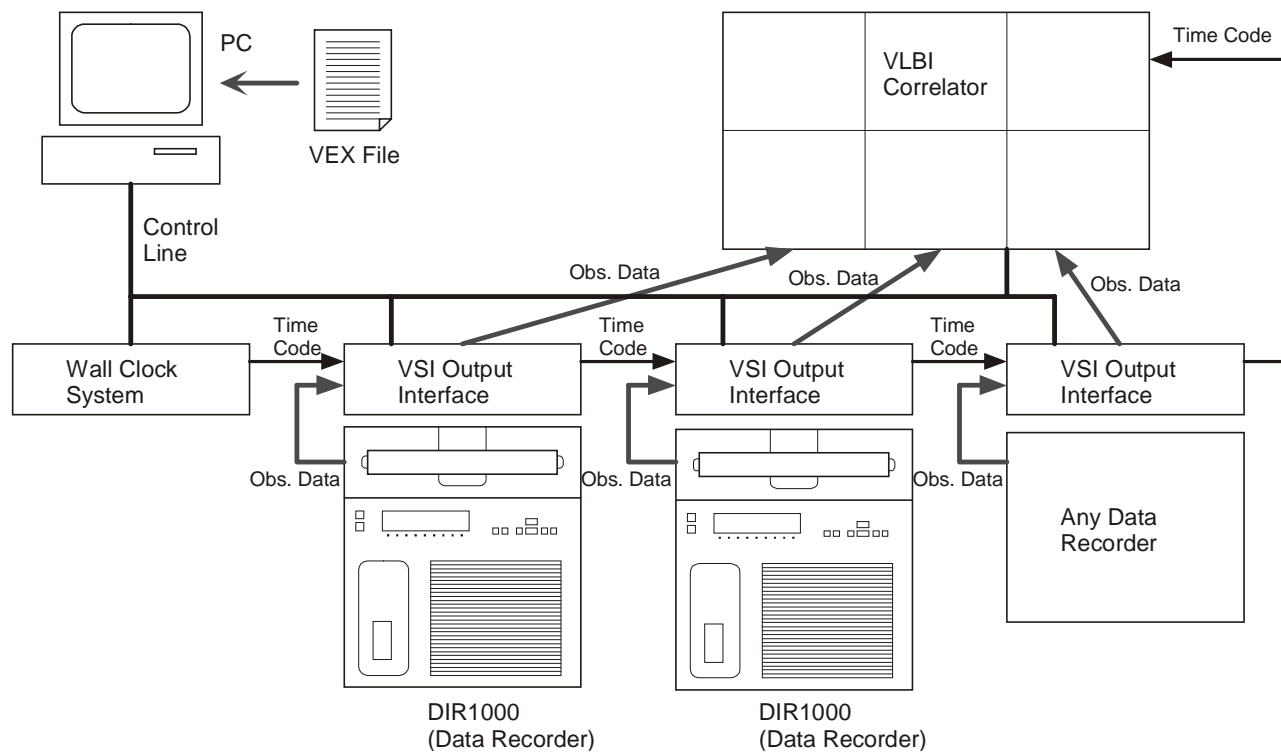 PC
VEX File
VLBI
Correlator
Time Code
Control
Line
Obs. Data
Obs. Data
Obs. Data
Time
Code
Time
Code
Time
Code
Wall Clock
System
VSI Output
Interface
VSI Output
Interface
VSI Output
Interface
Obs. Data
Obs. Data
Obs. Data
Any Data
Recorder
DIR1000
(Data Recorder)
DIR1000
(Data Recorder)